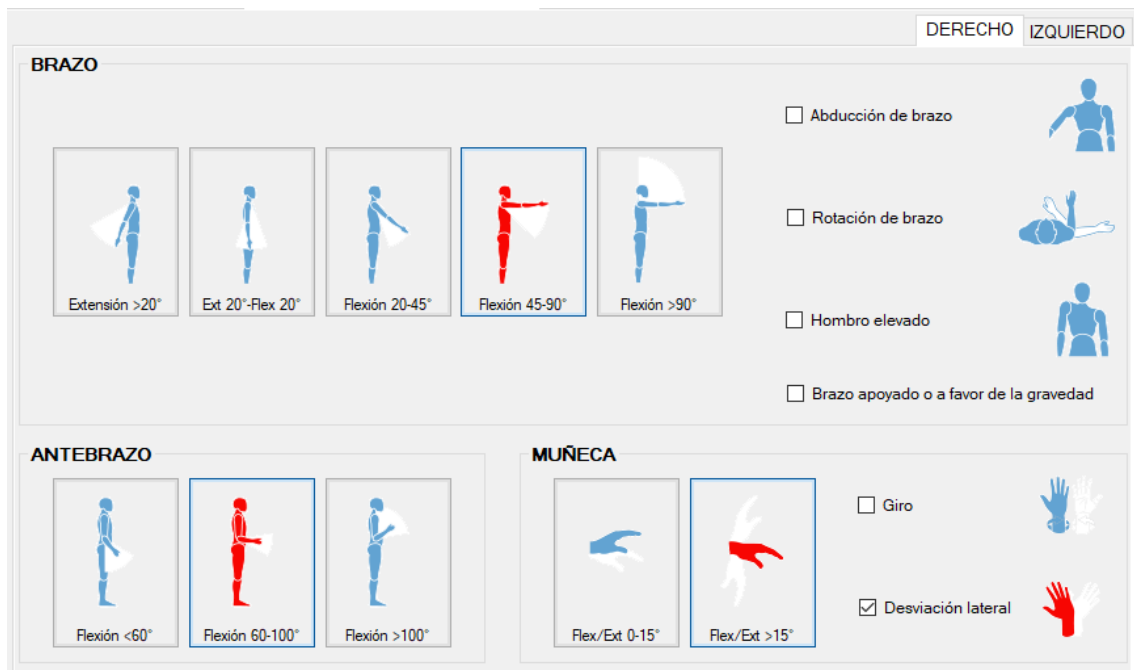 DERECHO IZQUIERDO
BRAZO
Abducción de brazo
Rotación de brazo
Extensión >20° Ext 20°-Flex 20° Flexión 20-45° Flexión 45-90° Flexión >90°
Hombro elevado
Brazo apoyado o a favor de la gravedad
ANTEBRAZO
Flexión <60° Flexión 60-100° Flexión >100°
MUÑECA
Giro
Desviación lateral
Flex/Ext 0-15° Flex/Ext >15°